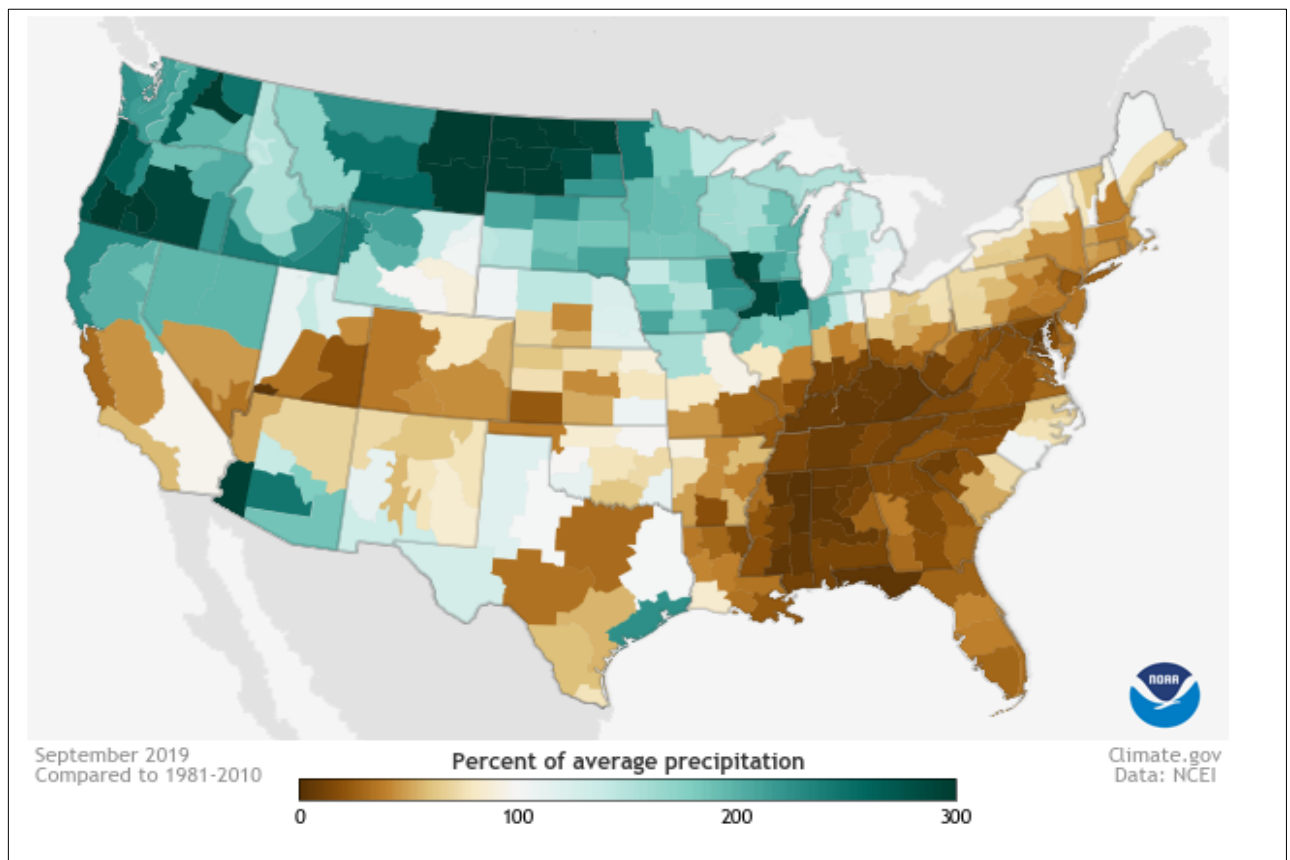 NOAA
September 2019
Compared to 1981-2010
Percent of average precipitation
0
100
200
300
Climate.gov
Data: NCEI